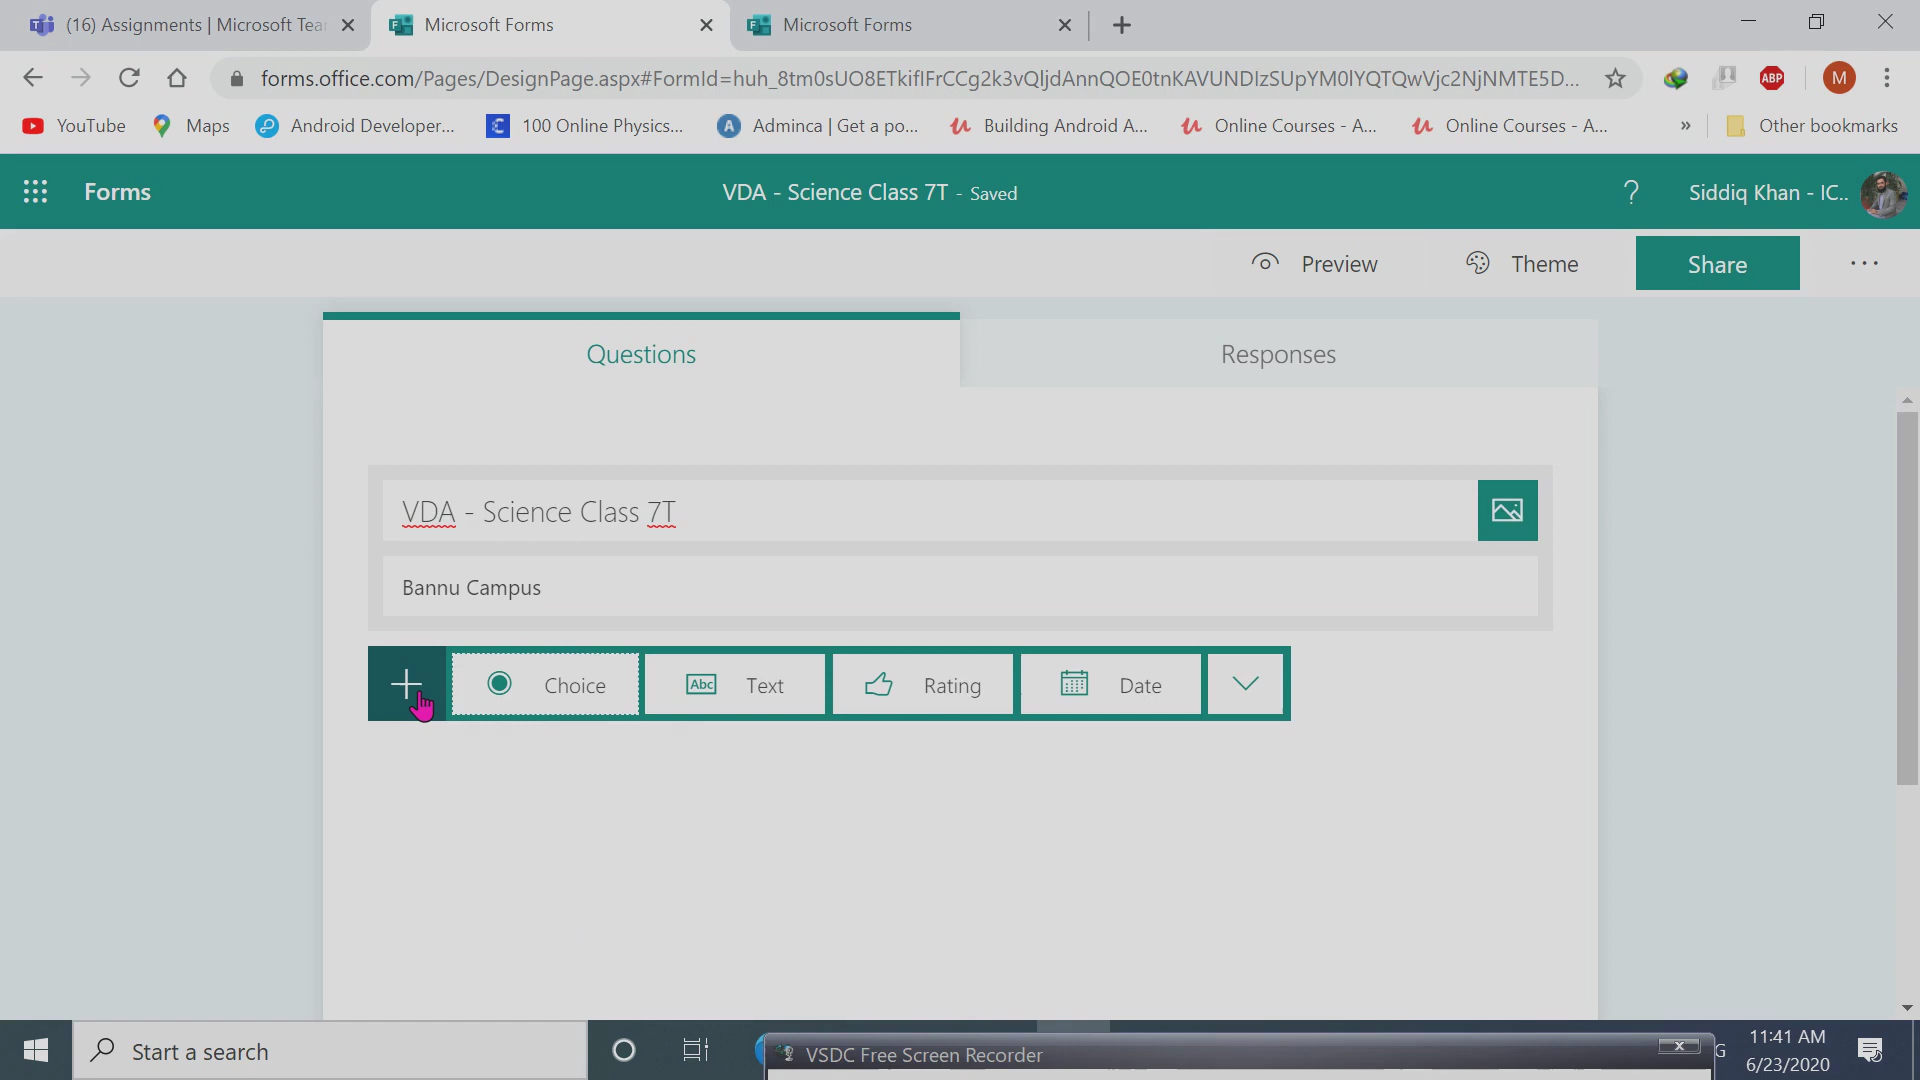 (16) Assignments | Microsoft Tea
Microsoft Forms
Microsoft Forms
forms.office.com/Pages/DesignPage.aspx#FormId=huh_8tm0sUO8ETkifIFrCCg2k3vQljdAnnQOE0tnKAVUNDIzSUpYM0lYQTQwVjc2NjNMTE5D...
ABP
M
YouTube
Maps
Android Developer...
100 Online Physics...
Adminca | Get a po...
Building Android A...
Online Courses - A...
Online Courses - A...
»
Other bookmarks
Forms
VDA - Science Class 7T - Saved
?
Siddiq Khan - IC..
Preview
Theme
Share
...
Questions
Responses
VDA - Science Class 7T
Bannu Campus
Choice
Abc
Text
Rating
Date
Start a search
VSDC Free Screen Recorder
G
11:41 AM
6/23/2020